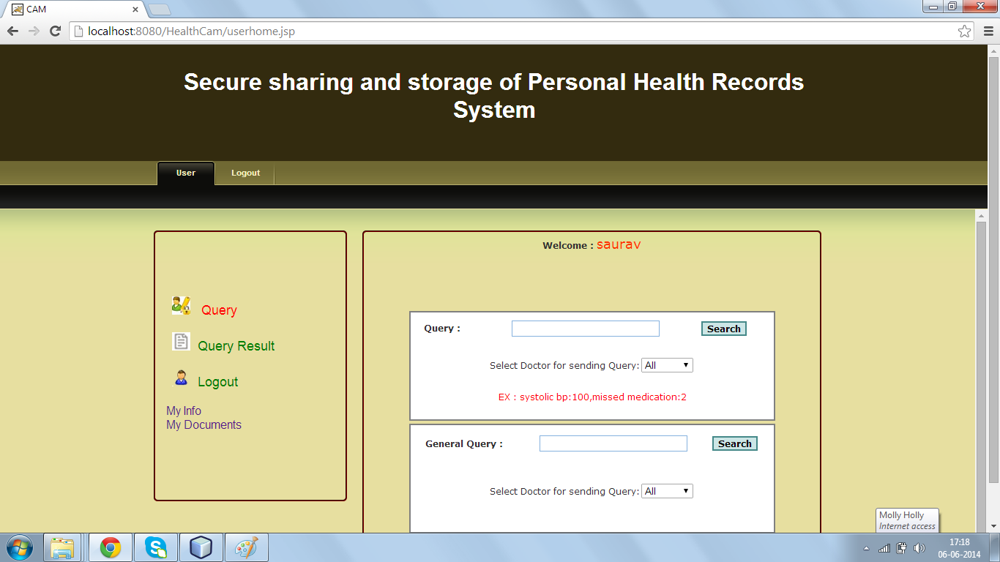 CAM
localhost:8080/HealthCam/userhome.jsp
Secure sharing and storage of Personal Health Records
System
User Logout
Welcome : saurav
Query
Query Result
Logout
My Info
My Documents
Query : Search
Select Doctor for sending Query: All
EX : systolic bp:100,missed medication:2
General Query : Search
Select Doctor for sending Query: All
Molly Holly
Internet access
17:18
06-06-2014